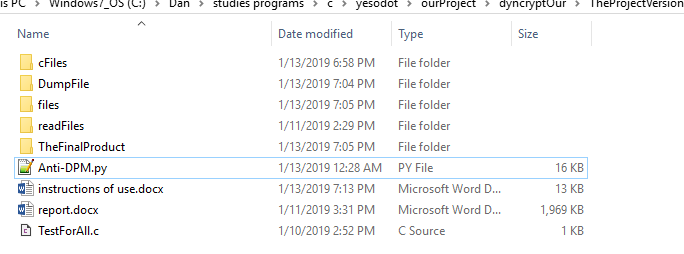 is PC > Windows7_OS (C:) > Dan > studies programs > c > yesodot > ourProject > dyncryptOur > TheProjectVersion
Name Date modified Type Size
cFiles 1/13/2019 6:58 PM File folder
DumpFile 1/13/2019 7:04 PM File folder
files 1/13/2019 7:05 PM File folder
readFiles 1/11/2019 2:29 PM File folder
TheFinalProduct 1/13/2019 7:05 PM File folder
Anti-DPM.py 1/13/2019 12:28 AM PY File 16 KB
instructions of use.docx 1/13/2019 7:13 PM Microsoft Word D... 13 KB
report.docx 1/11/2019 3:31 PM Microsoft Word D... 1,969 KB
TestForAll.c 1/10/2019 2:52 PM C Source 1 KB